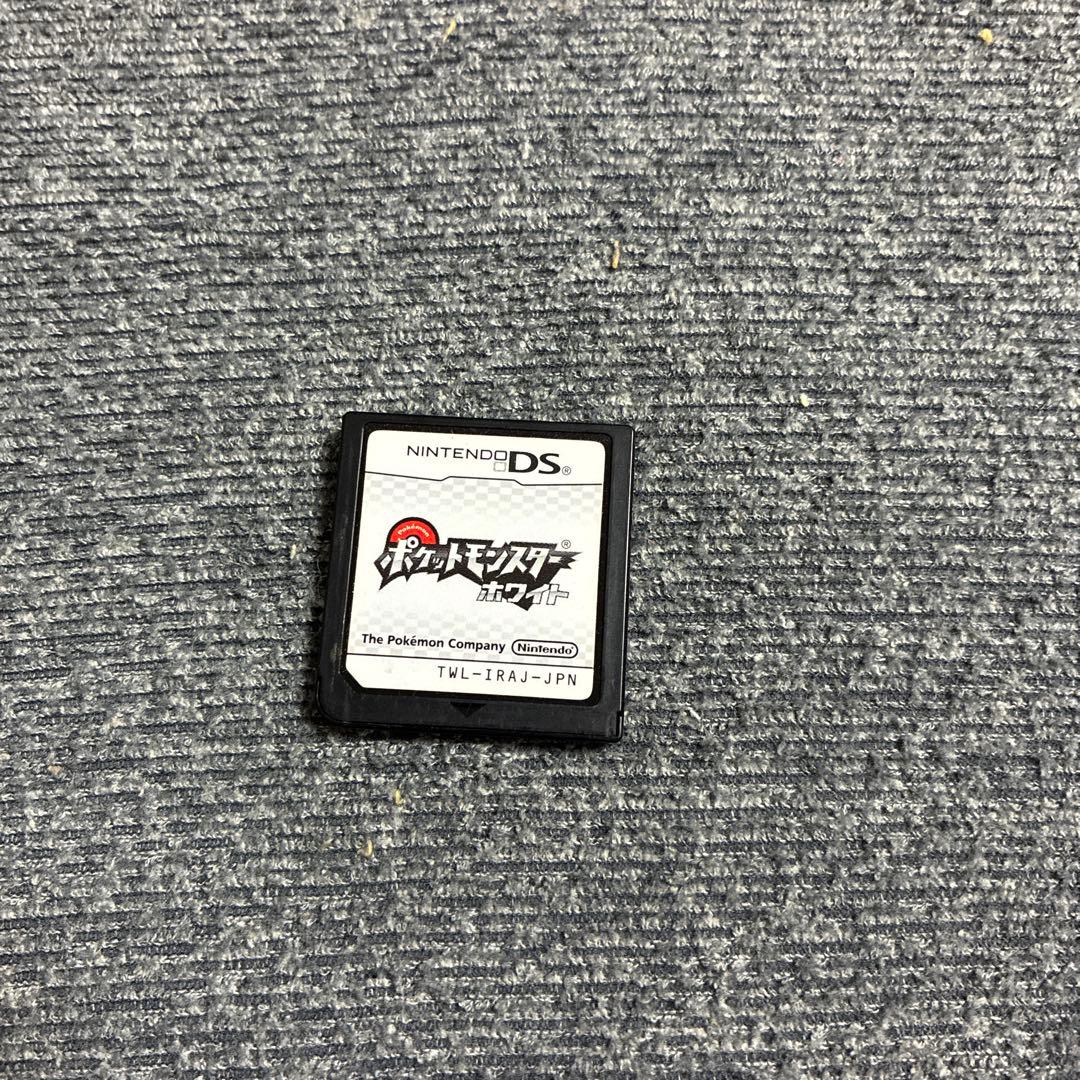 NINTENDO DS®
Pokémon
ポケットモンスター®
ホワイト
The Pokémon Company Nintendo®
TWL-IRAJ-JPN